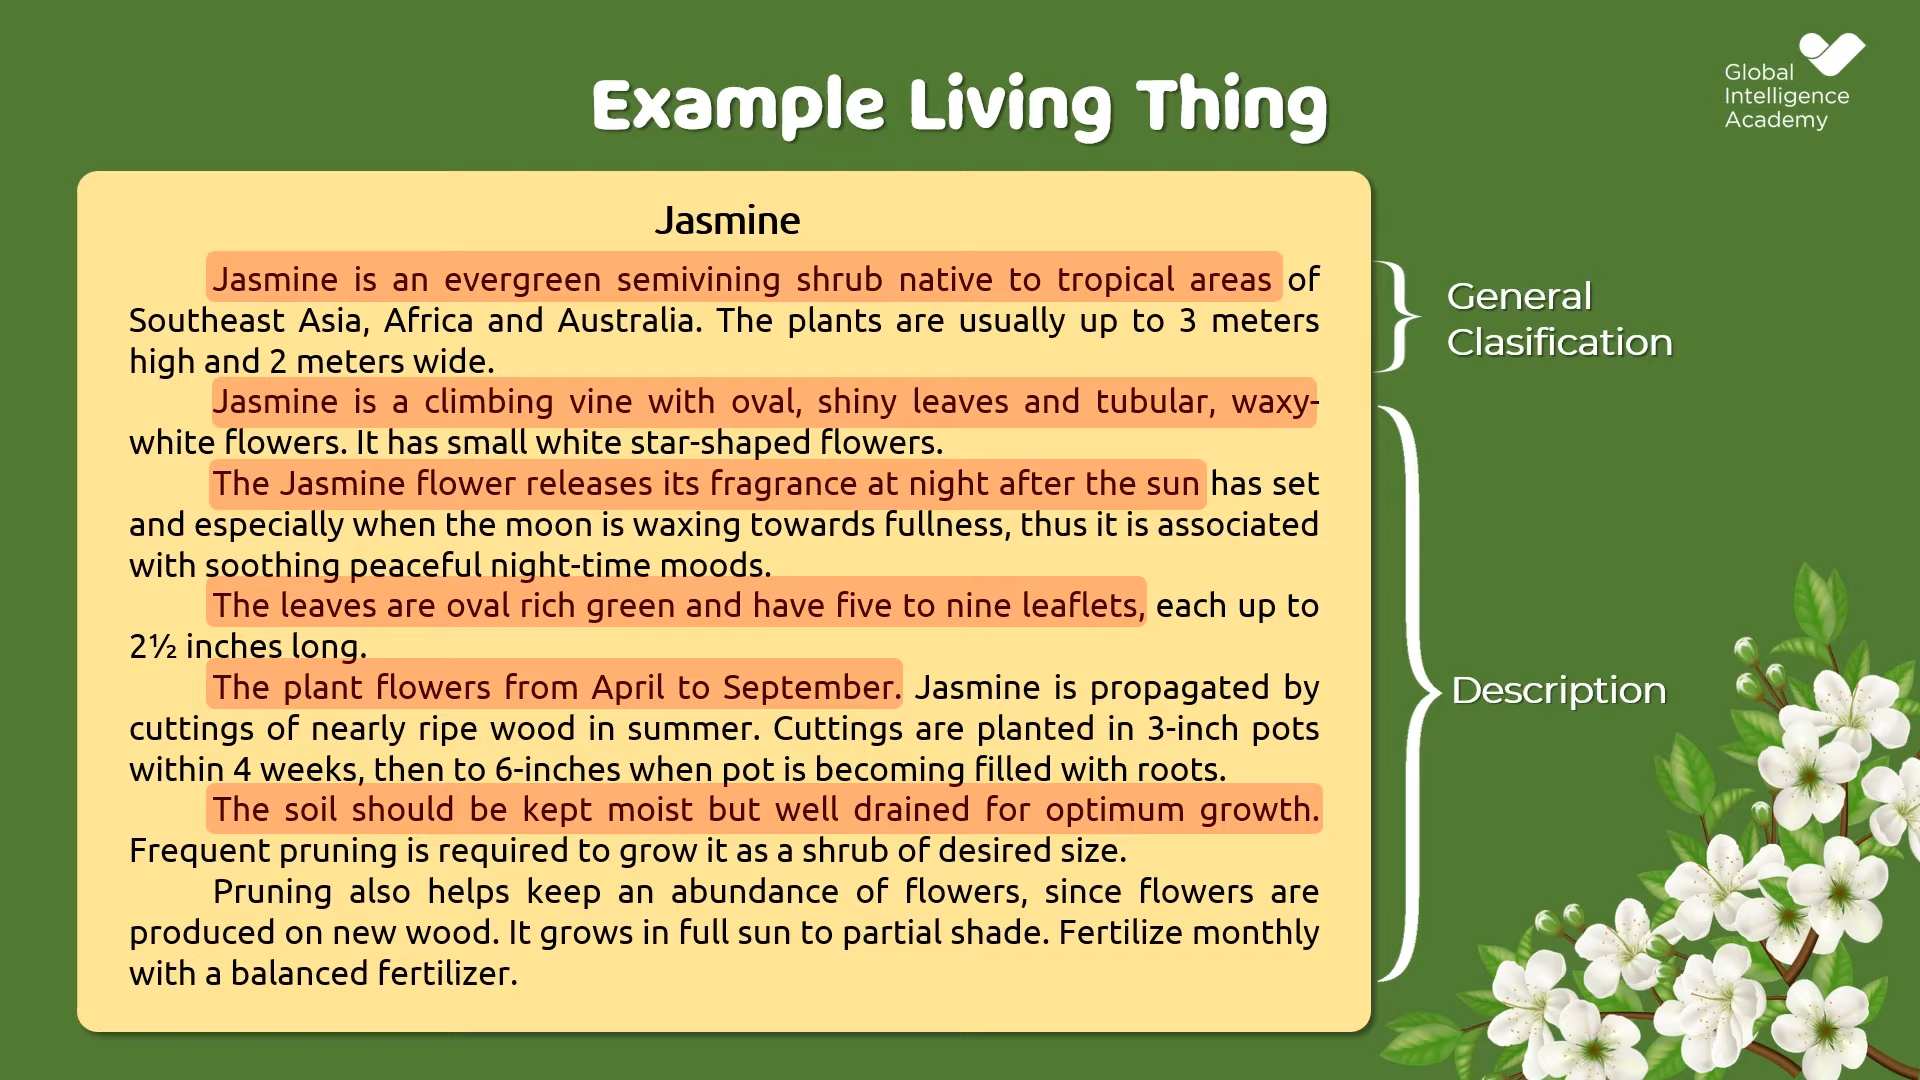 Example Living Thing
Global
Intelligence
Academy
Jasmine
Jasmine is an evergreen semivining shrub native to tropical areas of
Southeast Asia, Africa and Australia. The plants are usually up to 3 meters
high and 2 meters wide.
Jasmine is a climbing vine with oval, shiny leaves and tubular, waxy-
white flowers. It has small white star-shaped flowers.
The Jasmine flower releases its fragrance at night after the sun has set
and especially when the moon is waxing towards fullness, thus it is associated
with soothing peaceful night-time moods.
The leaves are oval rich green and have five to nine leaflets, each up to
2½ inches long.
The plant flowers from April to September. Jasmine is propagated by
cuttings of nearly ripe wood in summer. Cuttings are planted in 3-inch pots
within 4 weeks, then to 6-inches when pot is becoming filled with roots.
The soil should be kept moist but well drained for optimum growth.
Frequent pruning is required to grow it as a shrub of desired size.
Pruning also helps keep an abundance of flowers, since flowers are
produced on new wood. It grows in full sun to partial shade. Fertilize monthly
with a balanced fertilizer.
General
Clasification
Description